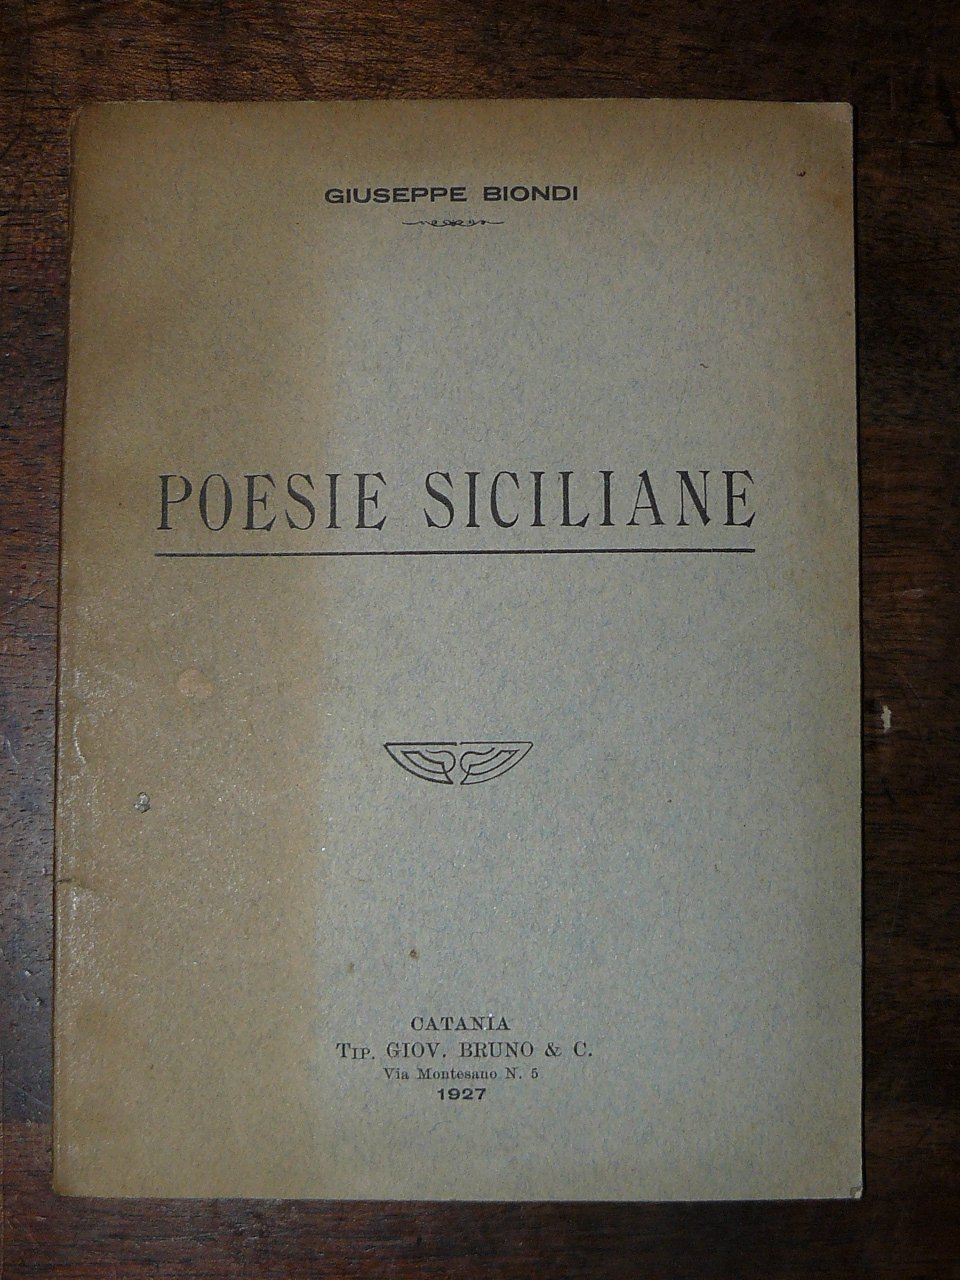 GIUSEPPE BIONDI
POESIE SICILIANE
CATANIA
TIP. GIOV. BRUNO & C.
Via Montesano N. 5
1927